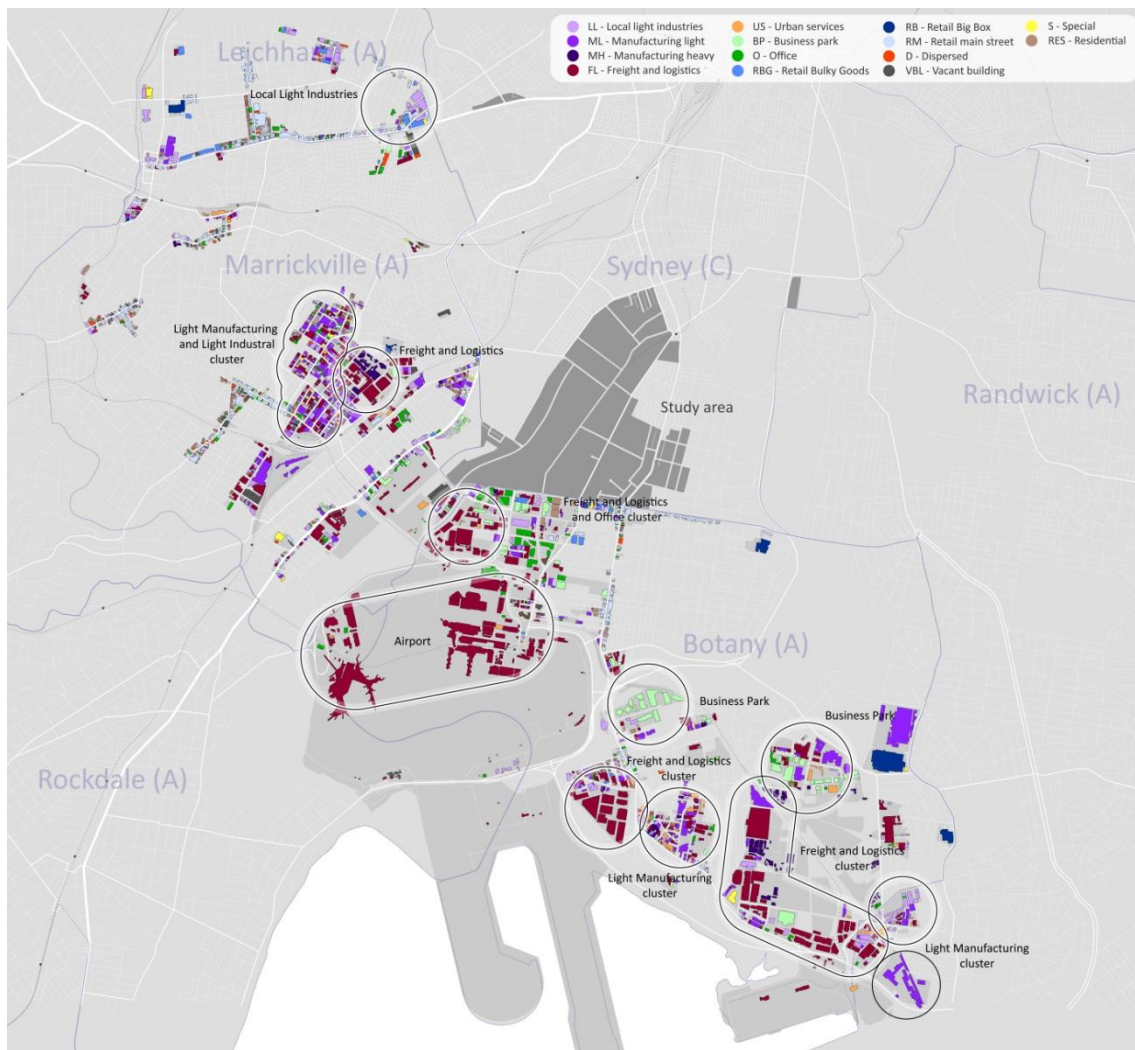 LL - Local light industries
ML - Manufacturing light
MH - Manufacturing heavy
FL - Freight and logistics
US - Urban services
BP - Business park
O - Office
RBG - Retail Bulky Goods
RB - Retail Big Box
RM - Retail main street
D - Dispersed
VBL - Vacant building
S - Special
RES - Residential
Leichhardt (A)
Local Light Industries
Marrickville (A)
Sydney (C)
Light Manufacturing
and Light Industral
cluster
Freight and Logistics
Study area
Randwick (A)
Freight and Logistics
and Office cluster
Airport
Botany (A)
Business Park
Business Park
Rockdale (A)
Freight and Logistics
cluster
Freight and Logistics
cluster
Light Manufacturing
cluster
Light Manufacturing
cluster